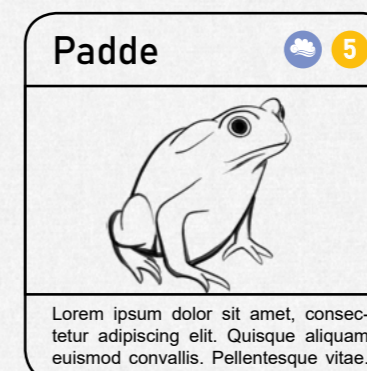 Padde
5
Lorem ipsum dolor sit amet, consec-
tetur adipiscing elit. Quisque aliquam
euismod convallis. Pellentesque vitae.